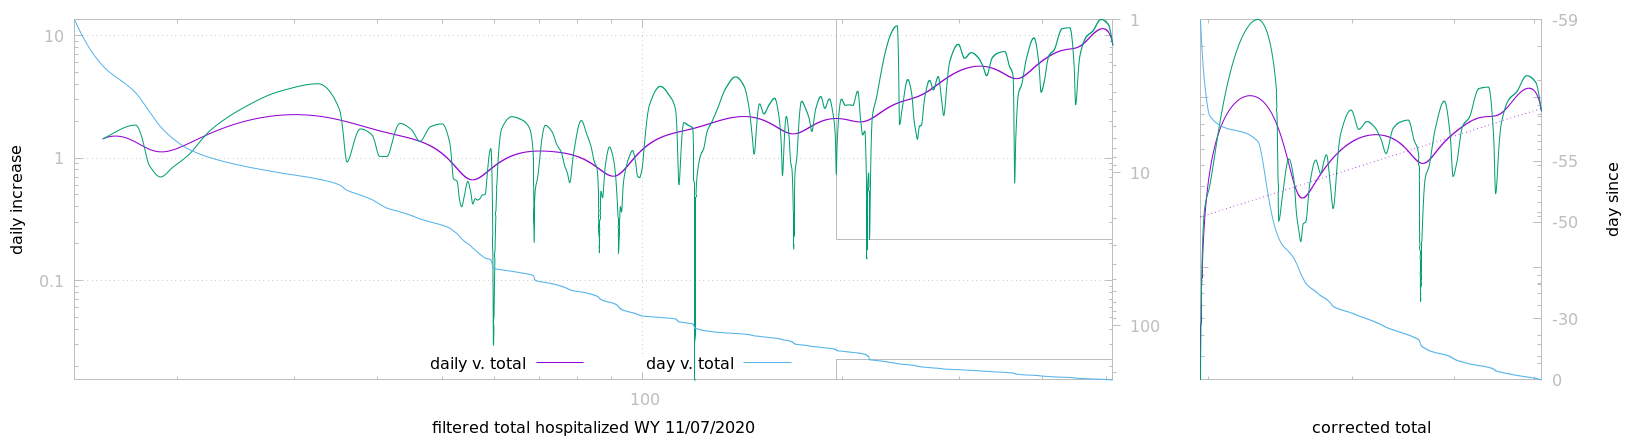 10
1
0.1
daily increase
1
10
100
daily v. total
day v. total
100
filtered total hospitalized WY 11/07/2020
-59
-55
-50
-30
0
day since
corrected total